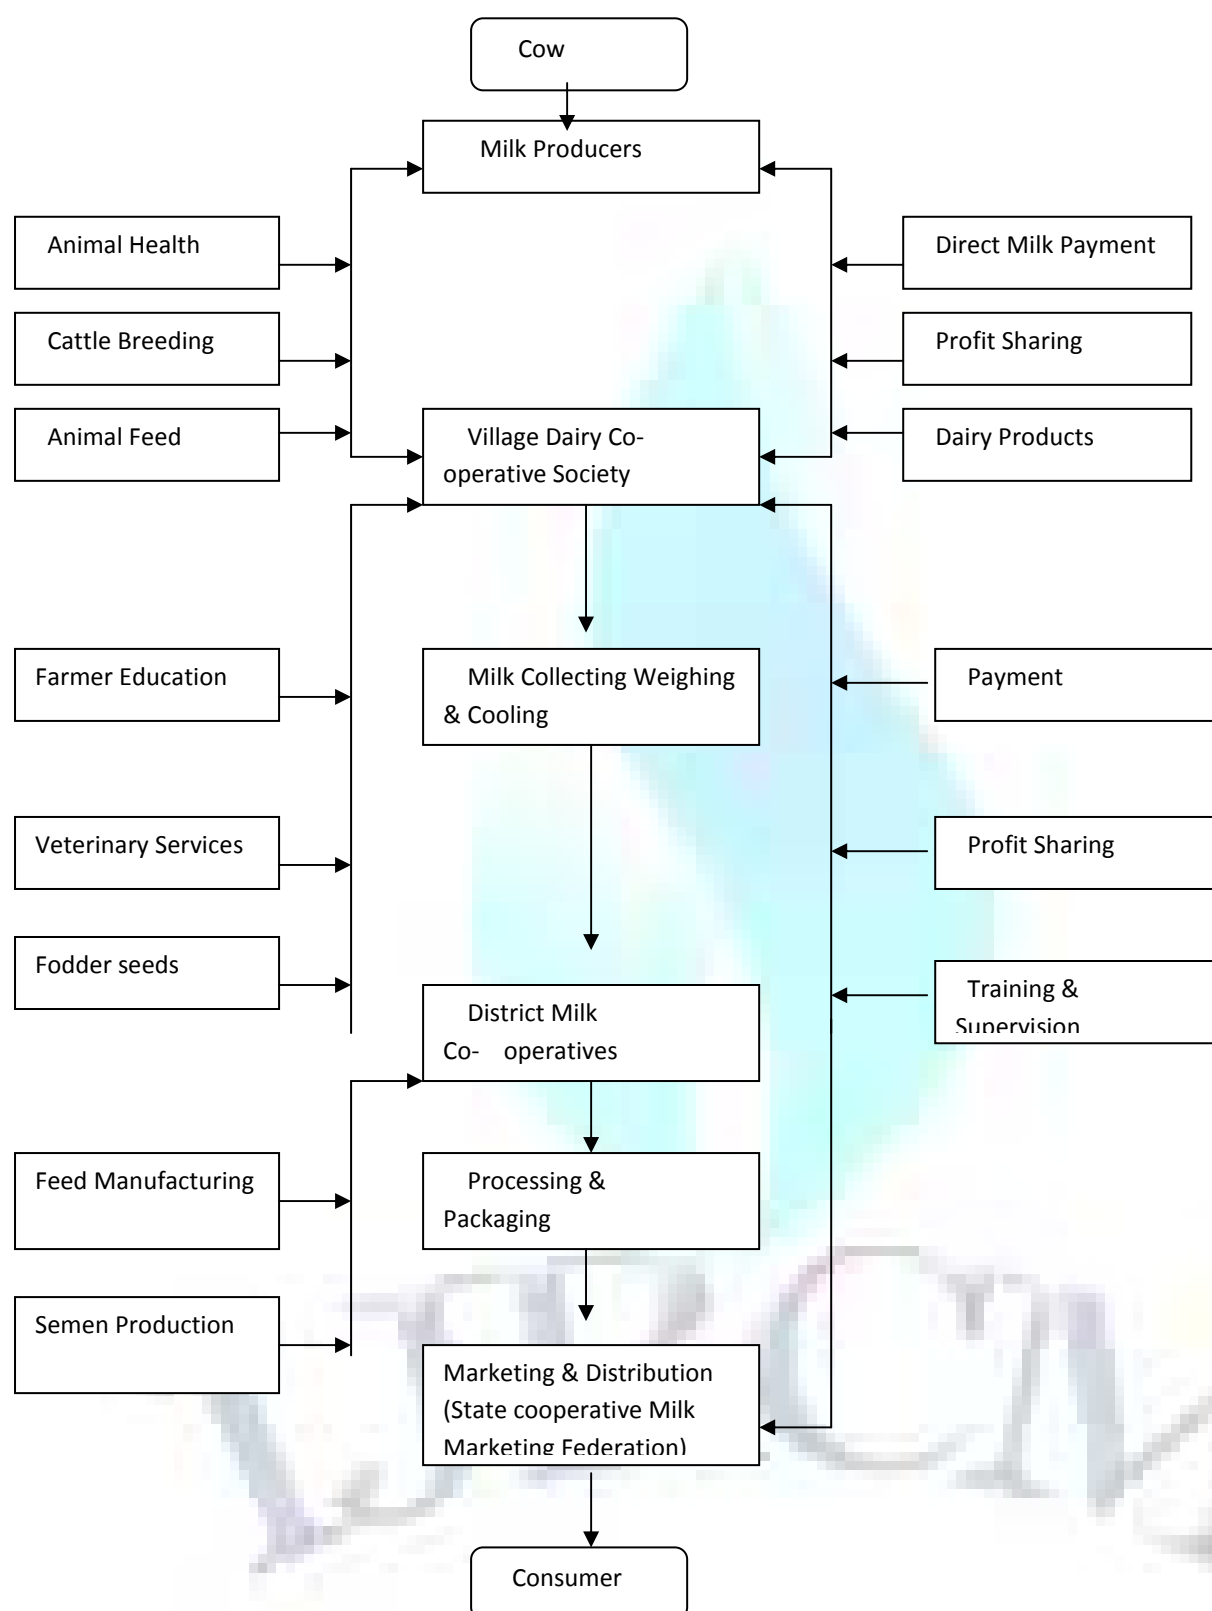 Cow
Milk Producers
Animal Health
Direct Milk Payment
Cattle Breeding
Profit Sharing
Animal Feed
Village Dairy Co-
operative Society
Dairy Products
Farmer Education
Milk Collecting Weighing
& Cooling
Payment
Veterinary Services
Profit Sharing
Fodder seeds
District Milk
Co- operatives
Training &
Supervision
Feed Manufacturing
Processing &
Packaging
Semen Production
Marketing & Distribution
(State cooperative Milk
Marketing Federation)
Consumer